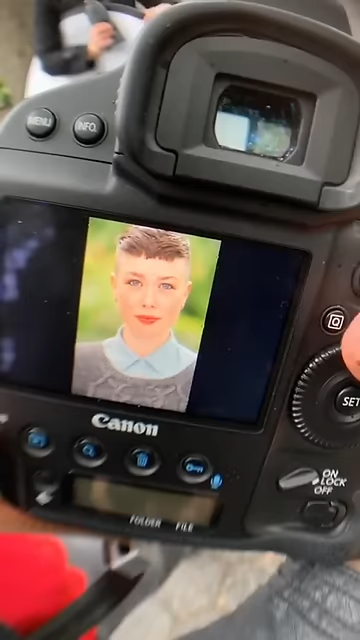 MENU
INFO.
SET
Canon
ON
LOCK
OFF
FOLDER FILE